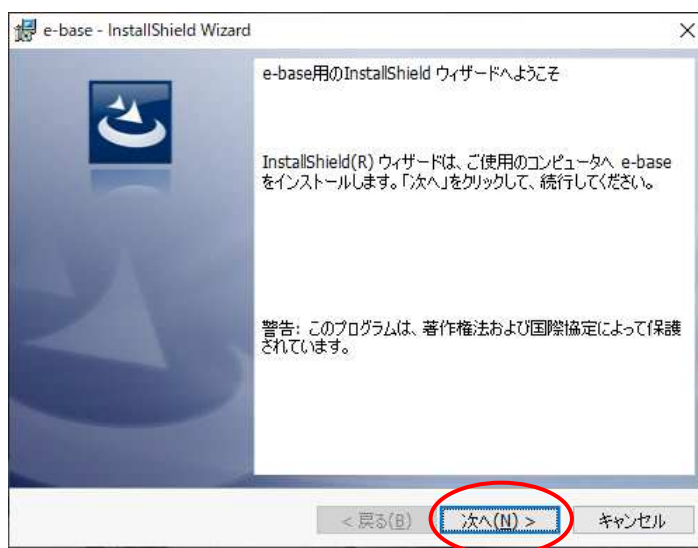 e-base - InstallShield Wizard
e-base用のInstallShield ウィザードへようこそ
InstallShield(R) ウィザードは、ご使用のコンピュータへ e-base
をインストールします。「次へ」をクリックして、続行してください。
警告: このプログラムは、著作権法および国際協定によって保護
されています。
< 戻る(B) 次へ(N) > キャンセル